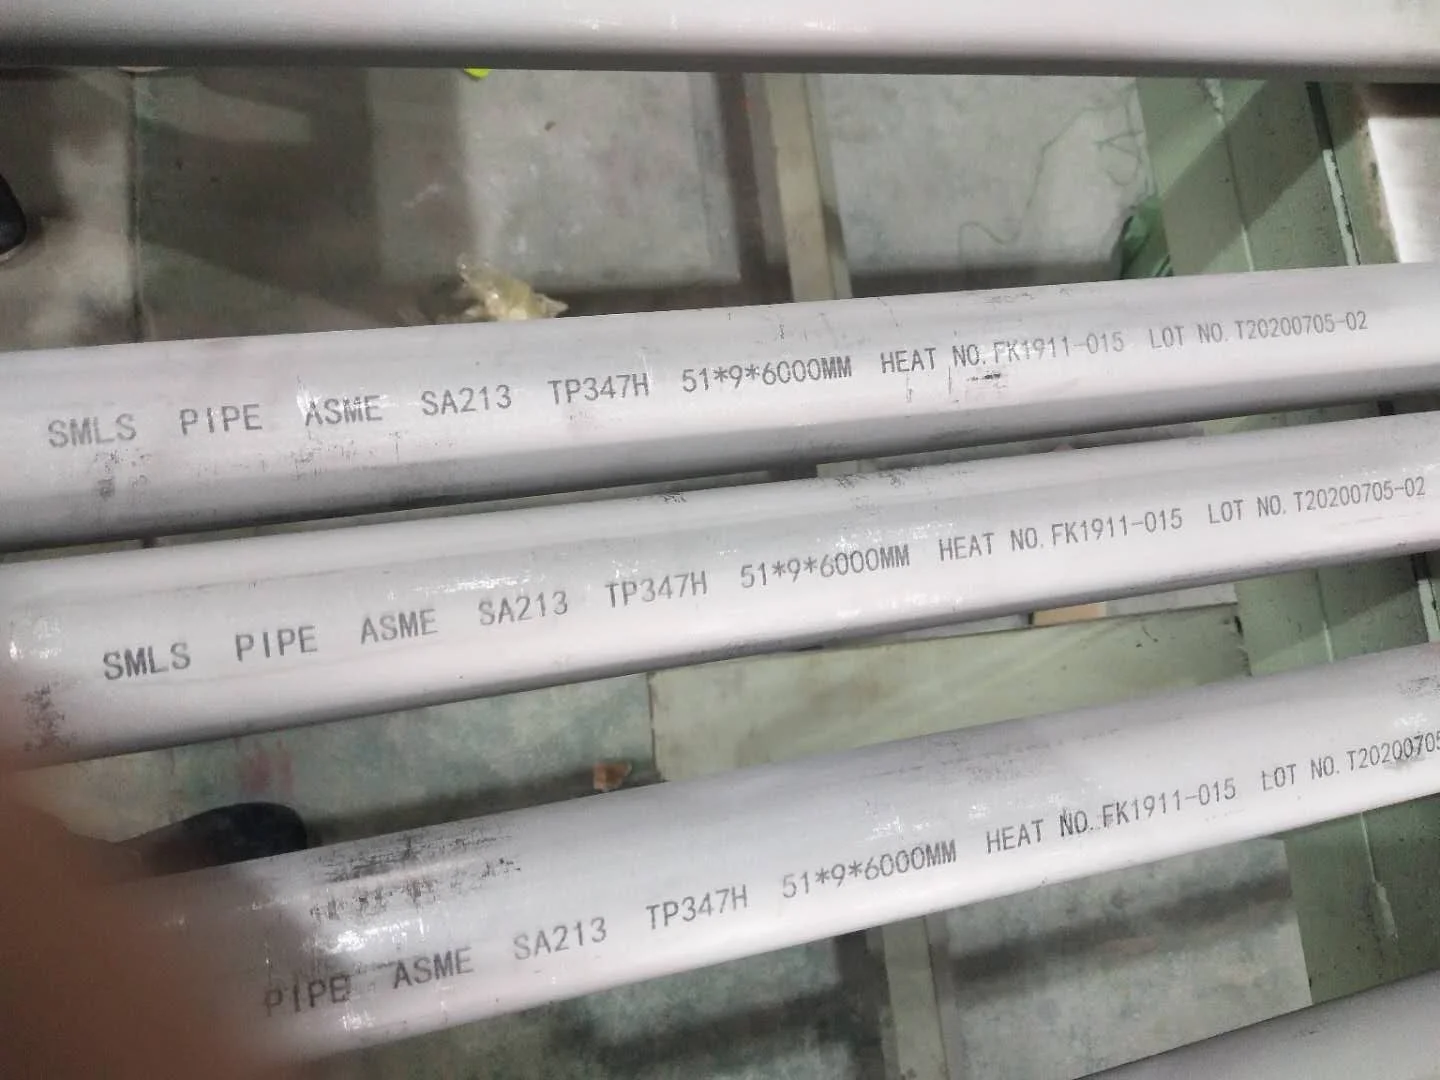 SMLS PIPE ASME SA213 TP347H 51*9*6000MM HEAT NO.FK1911-015 LOT NO.T20200705-02
SMLS PIPE ASME SA213 TP347H 51*9*6000MM HEAT NO.FK1911-015 LOT NO.T20200705-02
PIPE ASME SA213 TP347H 51*9*6000MM HEAT NO.FK1911-015 LOT NO.T20200705